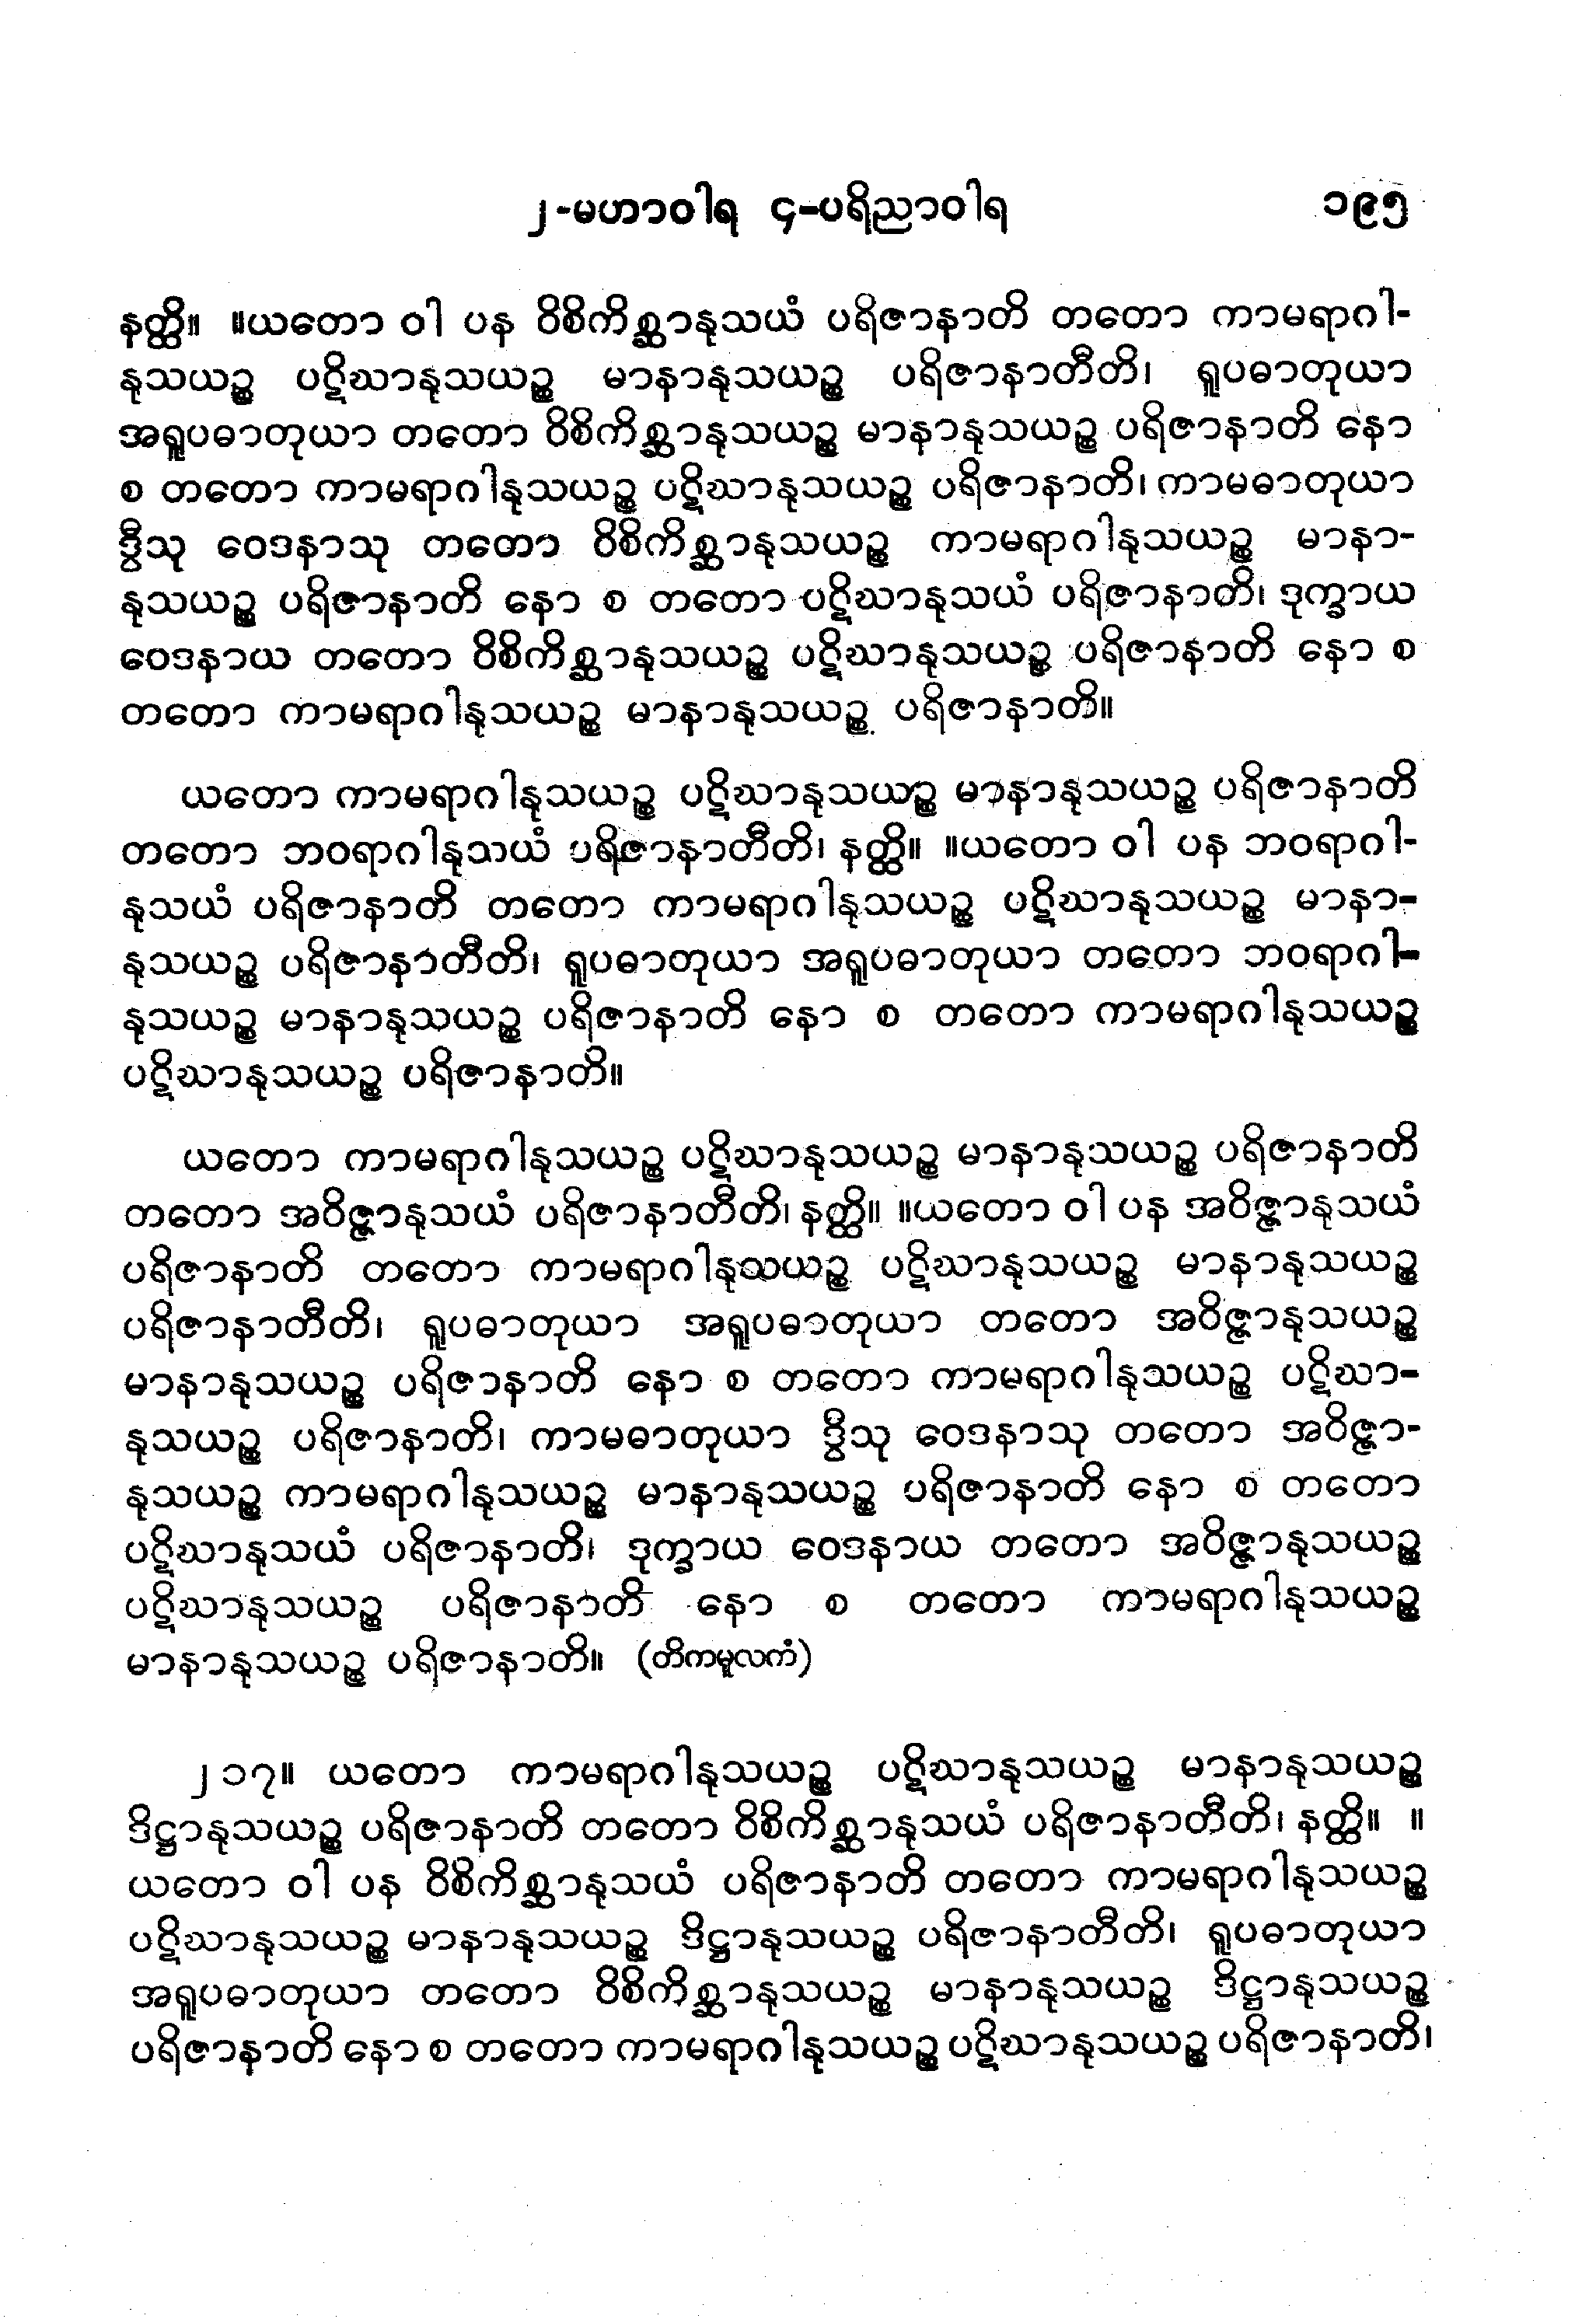 ၂-မဟာဝါရ ၄-ပရိညာဝါရ ၁၉၅
နတ္ထိ။ ။ယတော ဝါ ပန ဝိစိကိစ္ဆာနုသယံ ပရိဇာနာတိ တတော ကာမရာဂါ-
နုသယဉ္စ ပဋိဃာနုသယဉ္စ မာနာနုသယဉ္စ ပရိဇာနာတီတိ၊ ရူပဓာတုယာ
အရူပဓာတုယာ တတော ဝိစိကိစ္ဆာနုသယဉ္စ မာနာနုသယဉ္စ ပရိဇာနာတိ နော
စ တတော ကာမရာဂါနုသယဉ္စ ပဋိဃာနုသယဉ္စ ပရိဇာနာတိ၊ ကာမဓာတုယာ
ဒွီသု ဝေဒနာသု တတော ဝိစိကိစ္ဆာနုသယဉ္စ ကာမရာဂါနုသယဉ္စ မာနာ-
နုသယဉ္စ ပရိဇာနာတိ နော စ တတော ပဋိဃာနုသယံ ပရိဇာနာတိ၊ ဒုက္ခာယ
ဝေဒနာယ တတော ဝိစိကိစ္ဆာနုသယဉ္စ ပဋိဃာနုသယဉ္စ ပရိဇာနာတိ နော စ
တတော ကာမရာဂါနုသယဉ္စ မာနာနုသယဉ္စ ပရိဇာနာတိ။
ယတော ကာမရာဂါနုသယဉ္စ ပဋိဃာနုသယဉ္စ မာနာနုသယဉ္စ ပရိဇာနာတိ
တတော ဘဝရာဂါနုသယံ ပရိဇာနာတီတိ၊ နတ္ထိ။ ။ယတော ဝါ ပန ဘဝရာဂါ-
နုသယံ ပရိဇာနာတိ တတော ကာမရာဂါနုသယဉ္စ ပဋိဃာနုသယဉ္စ မာနာ-
နုသယဉ္စ ပရိဇာနာတီတိ၊ ရူပဓာတုယာ အရူပဓာတုယာ တတော ဘဝရာဂါ-
နုသယဉ္စ မာနာနုသယဉ္စ ပရိဇာနာတိ နော စ တတော ကာမရာဂါနုသယဉ္စ
ပဋိဃာနုသယဉ္စ ပရိဇာနာတိ။
ယတော ကာမရာဂါနုသယဉ္စ ပဋိဃာနုသယဉ္စ မာနာနုသယဉ္စ ပရိဇာနာတိ
တတော အဝိဇ္ဇာနုသယံ ပရိဇာနာတီတိ၊ နတ္ထိ။ ။ယတော ဝါ ပန အဝိဇ္ဇာနုသယံ
ပရိဇာနာတိ တတော ကာမရာဂါနုသယဉ္စ ပဋိဃာနုသယဉ္စ မာနာနုသယဉ္စ
ပရိဇာနာတီတိ၊ ရူပဓာတုယာ အရူပဓာတုယာ တတော အဝိဇ္ဇာနုသယဉ္စ
မာနာနုသယဉ္စ ပရိဇာနာတိ နော စ တတော ကာမရာဂါနုသယဉ္စ ပဋိဃာ-
နုသယဉ္စ ပရိဇာနာတိ၊ ကာမဓာတုယာ ဒွီသု ဝေဒနာသု တတော အဝိဇ္ဇာ-
နုသယဉ္စ ကာမရာဂါနုသယဉ္စ မာနာနုသယဉ္စ ပရိဇာနာတိ နော စ တတော
ပဋိဃာနုသယံ ပရိဇာနာတိ၊ ဒုက္ခာယ ဝေဒနာယ တတော အဝိဇ္ဇာနုသယဉ္စ
ပဋိဃာနုသယဉ္စ ပရိဇာနာတိ နော စ တတော ကာမရာဂါနုသယဉ္စ
မာနာနုသယဉ္စ ပရိဇာနာတိ။ (တိကမူလကံ)
၂၁၇။ ယတော ကာမရာဂါနုသယဉ္စ ပဋိဃာနုသယဉ္စ မာနာနုသယဉ္စ
ဒိဋ္ဌာနုသယဉ္စ ပရိဇာနာတိ တတော ဝိစိကိစ္ဆာနုသယံ ပရိဇာနာတီတိ၊ နတ္ထိ။ ။
ယတော ဝါ ပန ဝိစိကိစ္ဆာနုသယံ ပရိဇာနာတိ တတော ကာမရာဂါနုသယဉ္စ
ပဋိဃာနုသယဉ္စ မာနာနုသယဉ္စ ဒိဋ္ဌာနုသယဉ္စ ပရိဇာနာတီတိ၊ ရူပဓာတုယာ
အရူပဓာတုယာ တတော ဝိစိကိစ္ဆာနုသယဉ္စ မာနာနုသယဉ္စ ဒိဋ္ဌာနုသယဉ္စ
ပရိဇာနာတိ နော စ တတော ကာမရာဂါနုသယဉ္စ ပဋိဃာနုသယဉ္စ ပရိဇာနာတိ၊